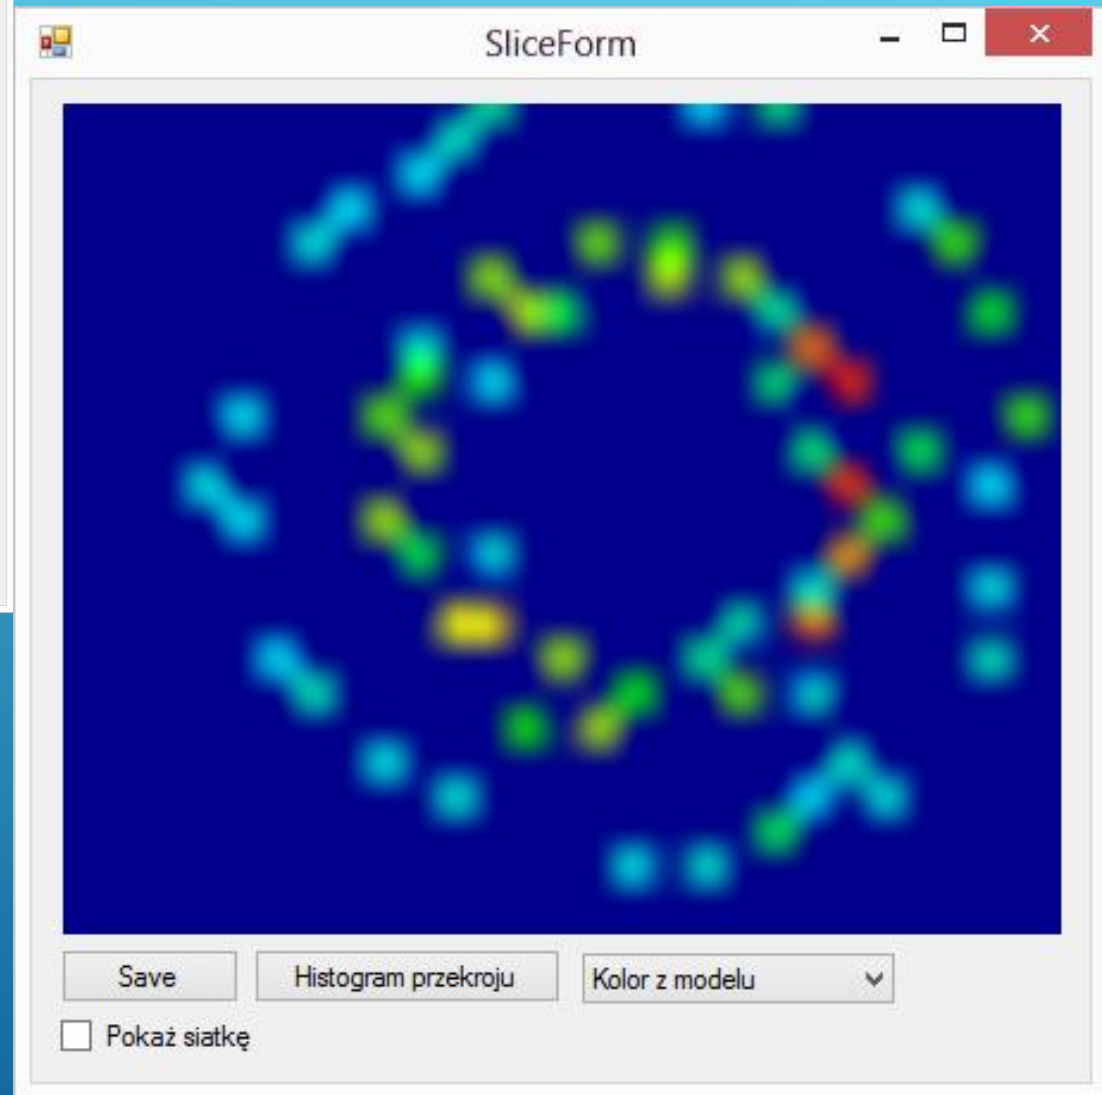 SliceForm
Save
Histogram przekroju
Kolor z modelu
Pokaż siatkę